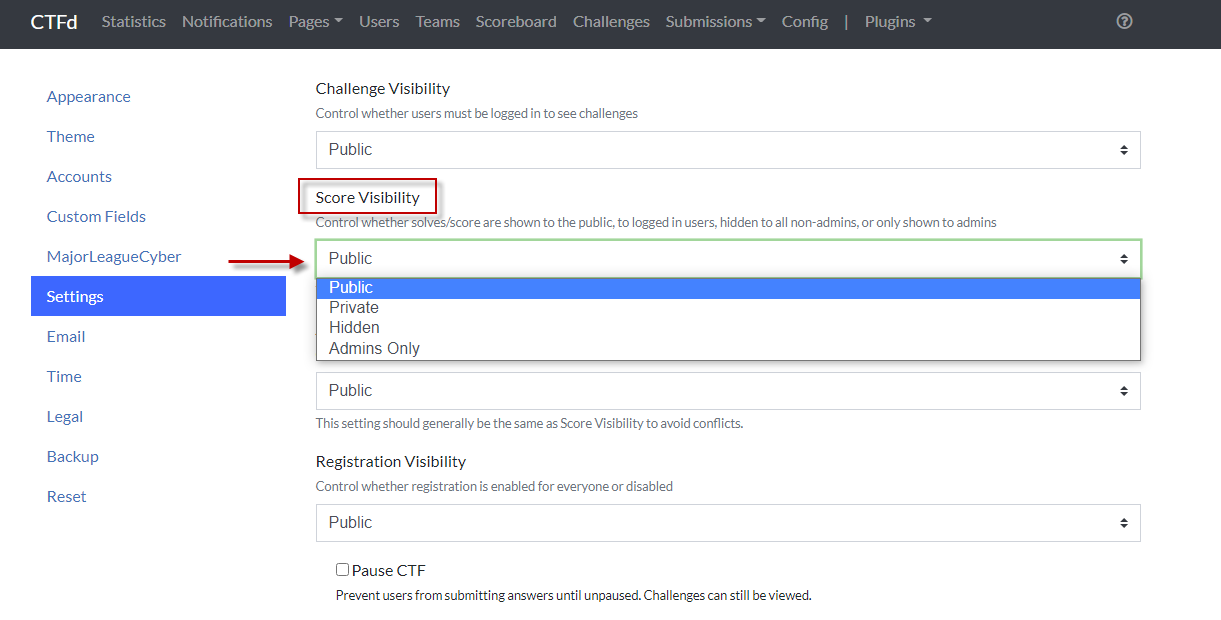 CTFd Statistics Notifications Pages Users Teams Scoreboard Challenges Submissions Config | Plugins ?
Appearance
Theme
Accounts
Custom Fields
MajorLeagueCyber
Settings
Email
Time
Legal
Backup
Reset
Challenge Visibility
Control whether users must be logged in to see challenges
Public
Score Visibility
Control whether solves/score are shown to the public, to logged in users, hidden to all non-admins, or only shown to admins
Public
Public
Private
Hidden
Admins Only
Public
This setting should generally be the same as Score Visibility to avoid conflicts.
Registration Visibility
Control whether registration is enabled for everyone or disabled
Public
Pause CTF
Prevent users from submitting answers until unpaused. Challenges can still be viewed.